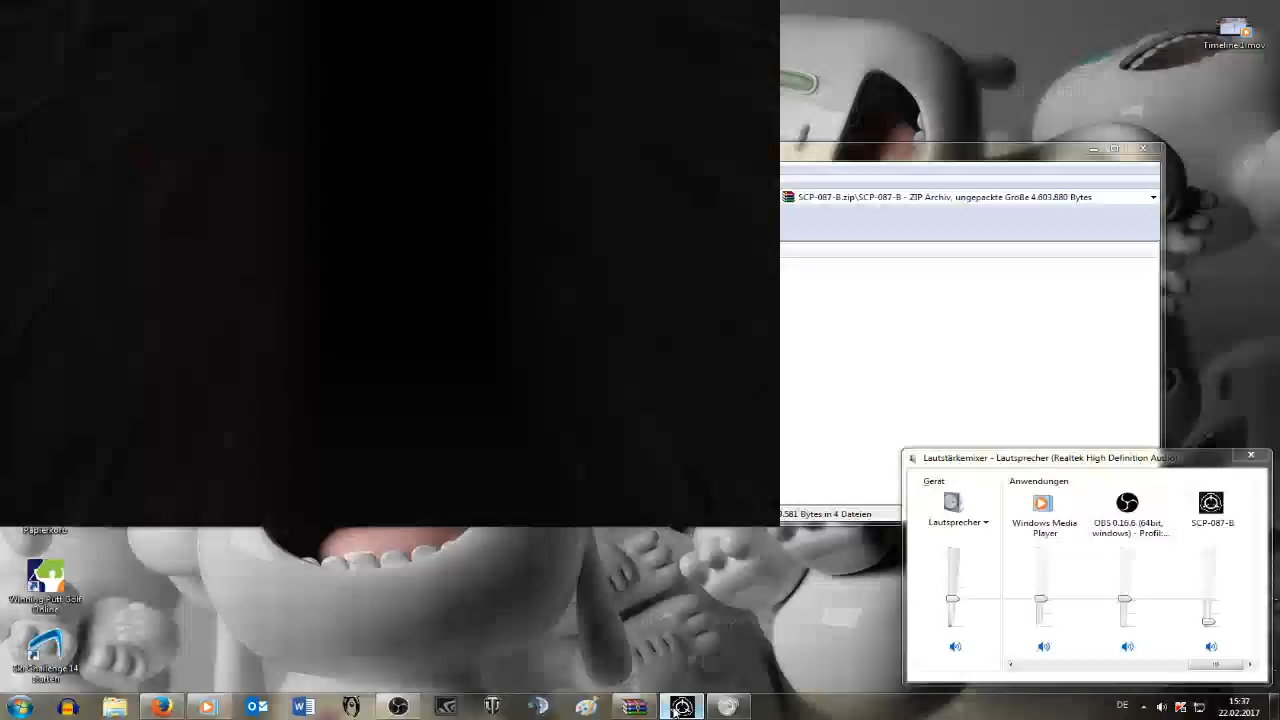 Timeline 1.mov
SCP-087-B.zip\SCP-087-B - ZIP Archiv, ungepackte Größe 4.603.880 Bytes
.581 Bytes in 4 Dateien
Lautstärkemixer - Lautsprecher (Realtek High Definition Audio)
Gerät
Anwendungen
Lautsprecher
Windows Media
Player
OBS 0.16.6 (64bit,
windows) - Profil:...
SCP-087-B
Papierkorb
Winning Putt Golf
Online
Ski Challenge 14
starten
DE
15:37
22.02.2017